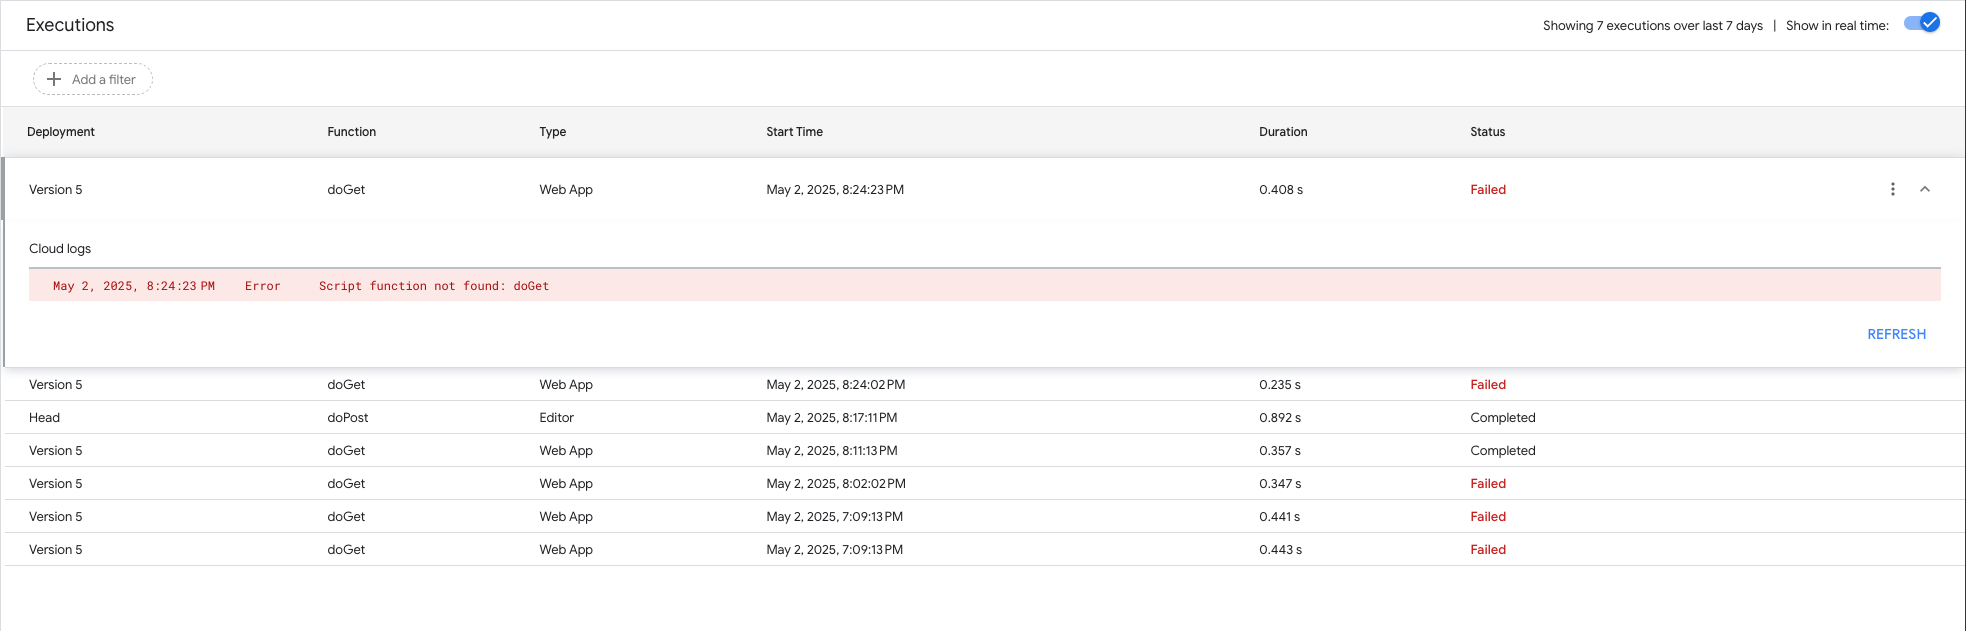 Executions
Showing 7 executions over last 7 days | Show in real time:
Add a filter
Deployment Function Type Start Time Duration Status
Version 5 doGet Web App May 2, 2025, 8:24:23 PM 0.408 s Failed
Cloud logs
May 2, 2025, 8:24:23 PM Error Script function not found: doGet
REFRESH
Version 5 doGet Web App May 2, 2025, 8:24:02 PM 0.235 s Failed
Head doPost Editor May 2, 2025, 8:17:11 PM 0.892 s Completed
Version 5 doGet Web App May 2, 2025, 8:11:13 PM 0.357 s Completed
Version 5 doGet Web App May 2, 2025, 8:02:02 PM 0.347 s Failed
Version 5 doGet Web App May 2, 2025, 7:09:13 PM 0.441 s Failed
Version 5 doGet Web App May 2, 2025, 7:09:13 PM 0.443 s Failed